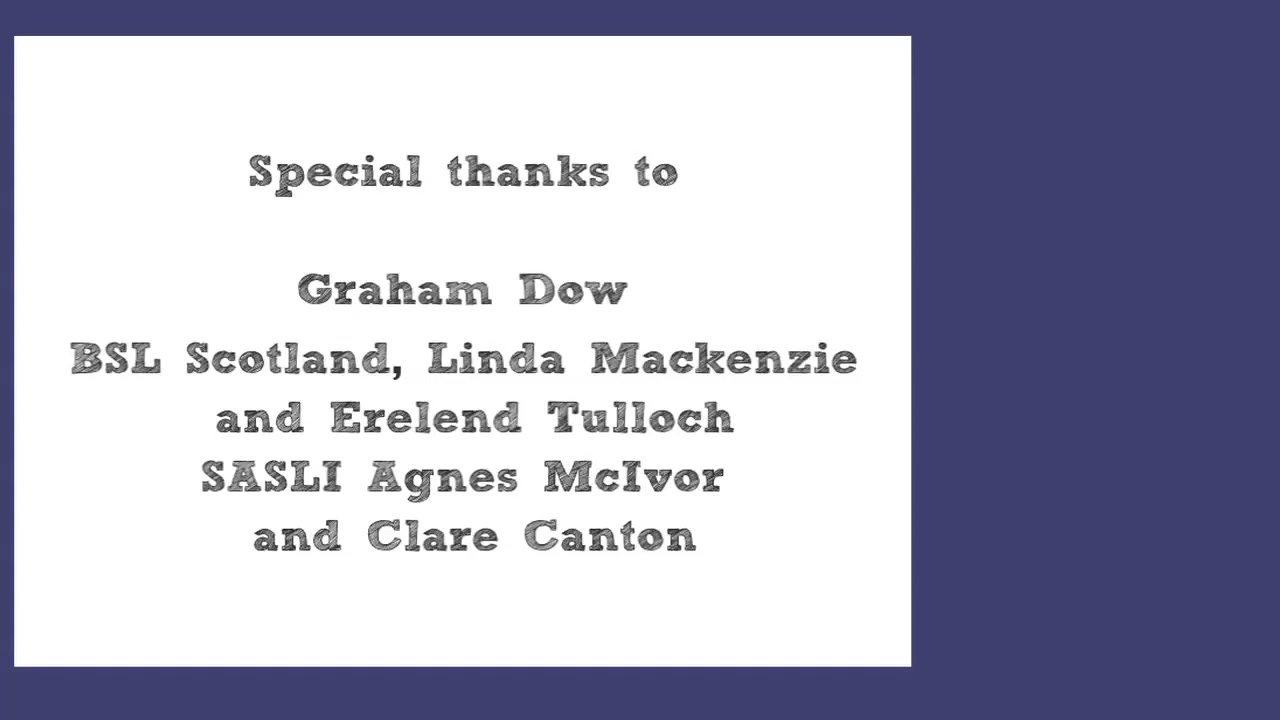 Special thanks to
Graham Dow
BSL Scotland, Linda Mackenzie
and Erelend Tulloch
SASLI Agnes McIvor
and Clare Canton